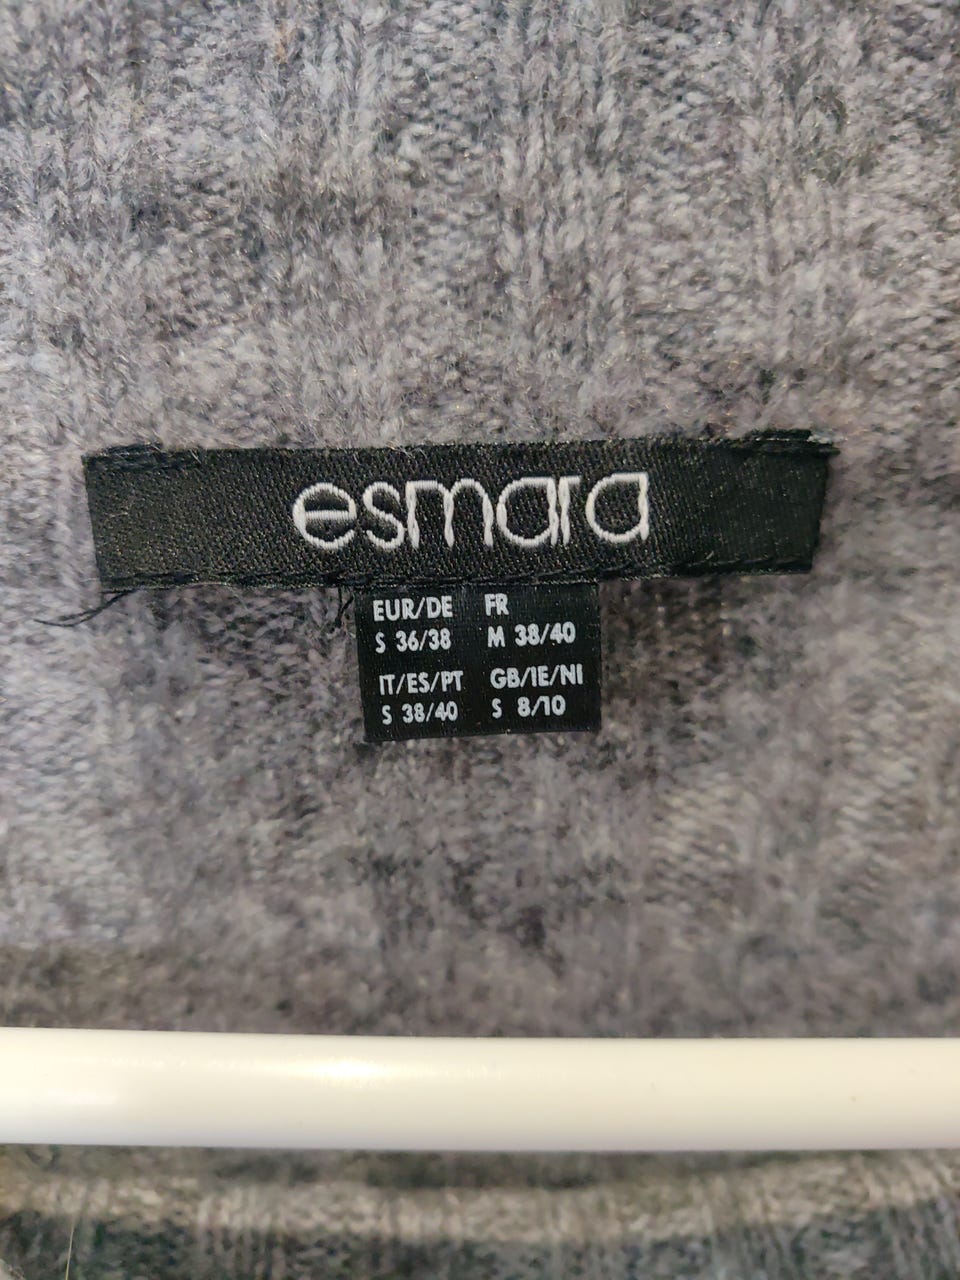 esmara
EUR/DE FR
S 36/38 M 38/40
IT/ES/PT GB/IE/NI
S 38/40 S 8/10